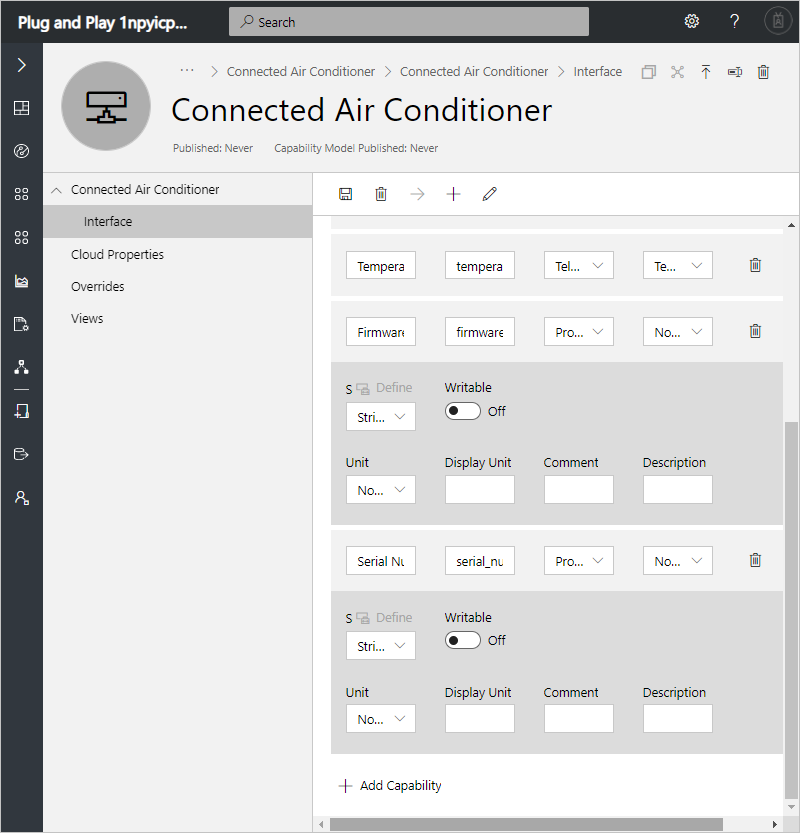 Plug and Play 1npyicp...
Search
?
... > Connected Air Conditioner > Connected Air Conditioner > Interface
Connected Air Conditioner
Published: Never Capability Model Published: Never
Connected Air Conditioner
Interface
Cloud Properties
Overrides
Views
Tempera tempera Tel... Te...
Firmware firmware Pro... No...
S Define Writable
Stri... Off
Unit Display Unit Comment Description
No...
Serial Nu serial_nu Pro... No...
S Define Writable
Stri... Off
Unit Display Unit Comment Description
No...
+ Add Capability